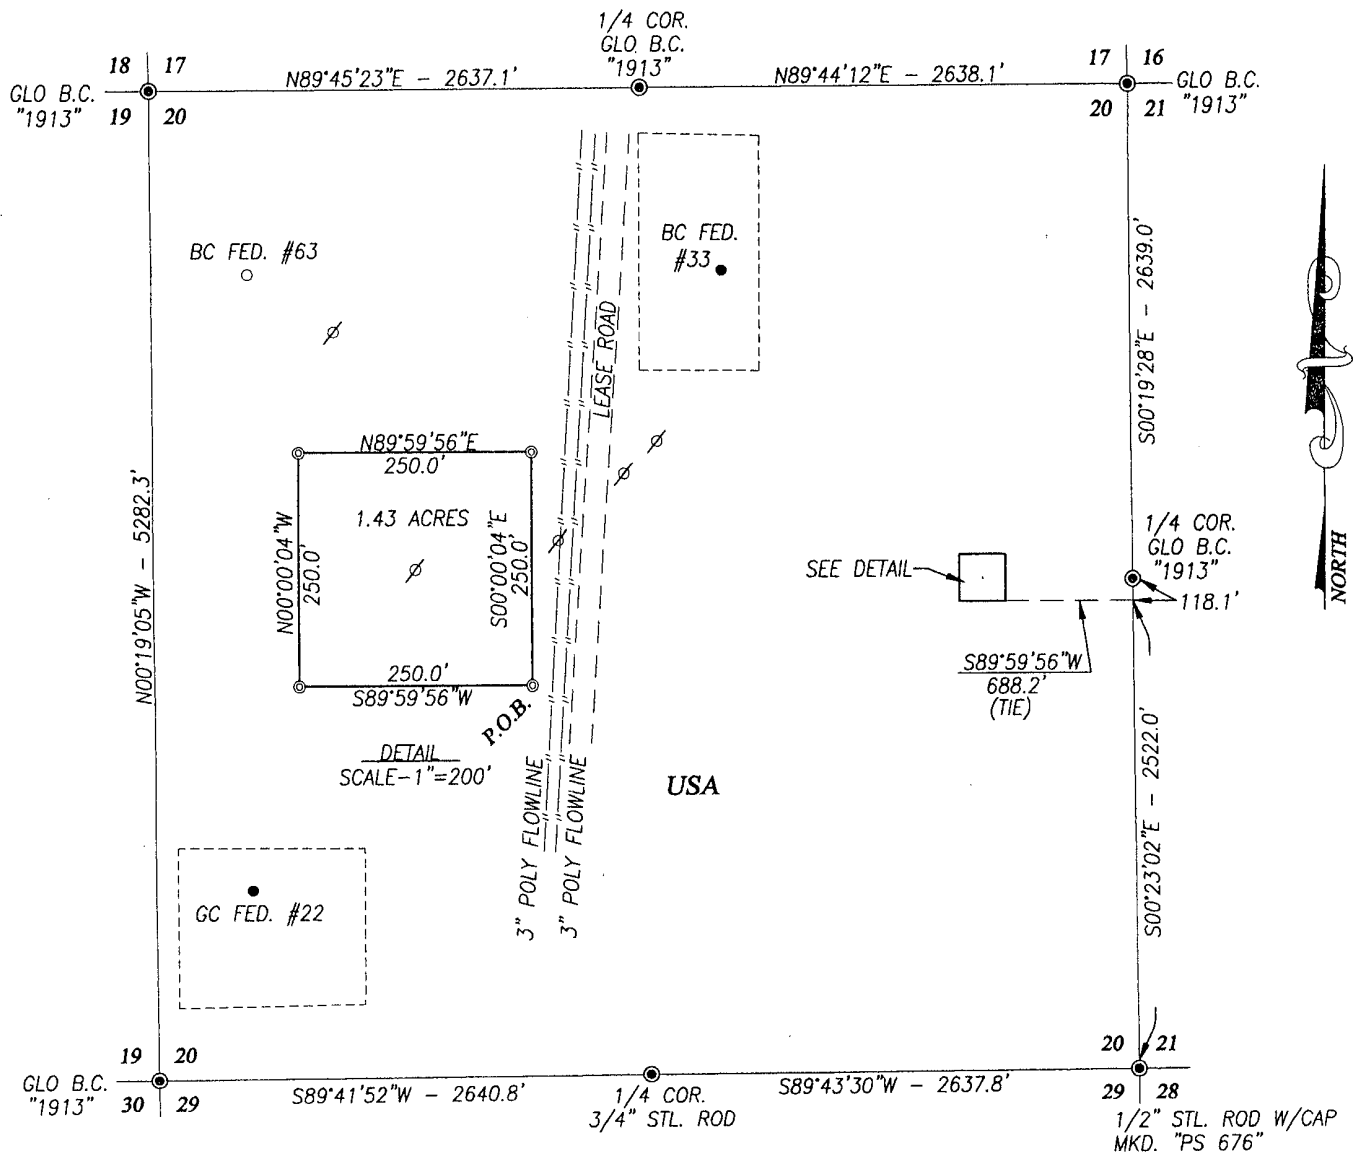 1/4 COR.
GLO B.C.
"1913"
18 17
GLO B.C.
"1913"
19 20
N89°45'23"E - 2637.1'
N89°44'12"E - 2638.1'
17 16
GLO B.C.
"1913"
20 21
BC FED. #63
BC FED.
#33
LEASE ROAD
S00°19'28"E - 2639.0'
N00°19'05"W - 5282.3'
N89°59'56"E
250.0'
1.43 ACRES
N00°00'04"W
250.0'
S00°00'04"E
250.0'
250.0'
S89°59'56"W
P.O.B.
DETAIL
SCALE-1"=200'
3" POLY FLOWLINE
3" POLY FLOWLINE
USA
SEE DETAIL
1/4 COR.
GLO B.C.
"1913"
118.1'
S89°59'56"W
688.2'
(TIE)
NORTH
S00°23'02"E - 2522.0'
GC FED. #22
19 20
GLO B.C.
"1913"
30 29
S89°41'52"W - 2640.8'
1/4 COR.
3/4" STL. ROD
S89°43'30"W - 2637.8'
20 21
29 28
1/2" STL. ROD W/CAP
MKD. "PS 676"